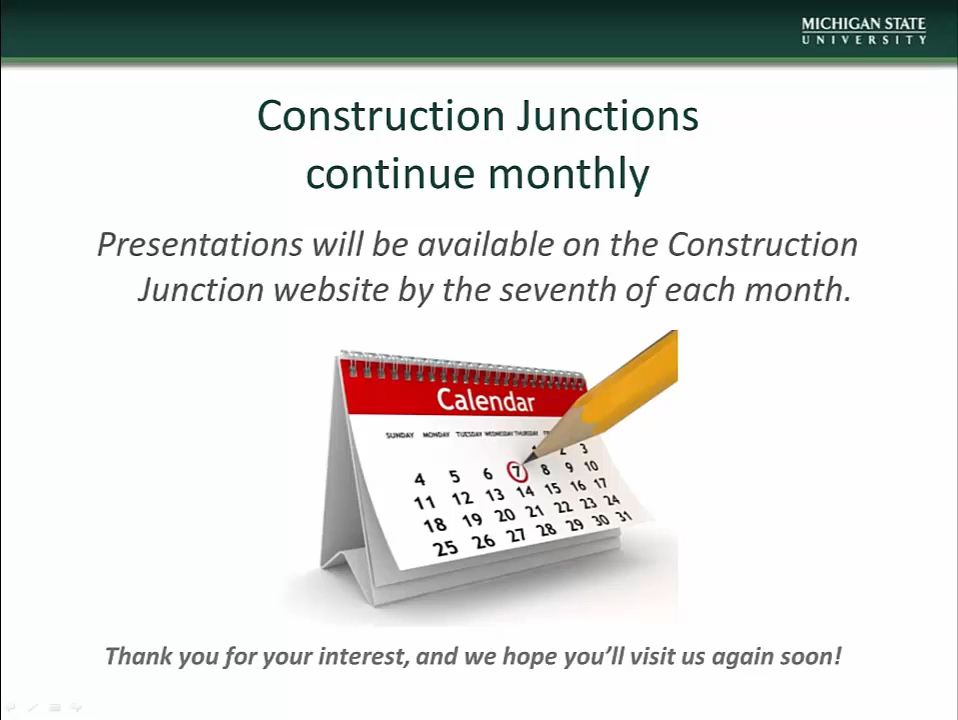 MICHIGAN STATE
UNIVERSITY
Construction Junctions
continue monthly
Presentations will be available on the Construction
Junction website by the seventh of each month.
Calendar
SUNDAY MONDAY TUESDAY WEDNESDAY THURSDAY
2 3
4 5 6 7 8 9 10
11 12 13 14 15 16 17
18 19 20 21 22 23 24
25 26 27 28 29 30 31
Thank you for your interest, and we hope you’ll visit us again soon!